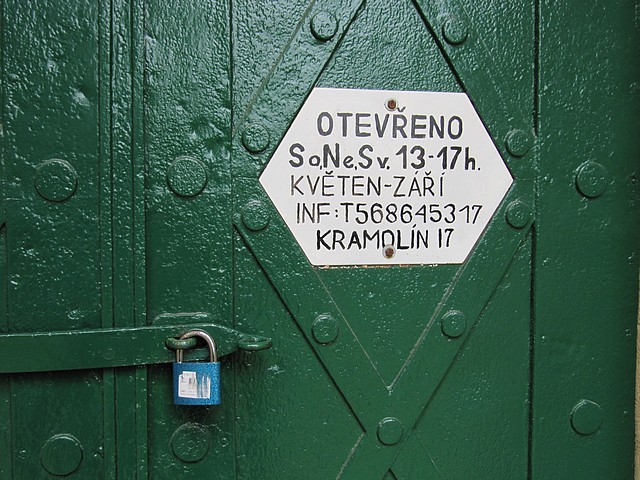 OTEVŘENO
So,Ne,Sv. 13-17h.
KVĚTEN-ZÁŘÍ
INF:T568645317
KRAMOLÍN 17